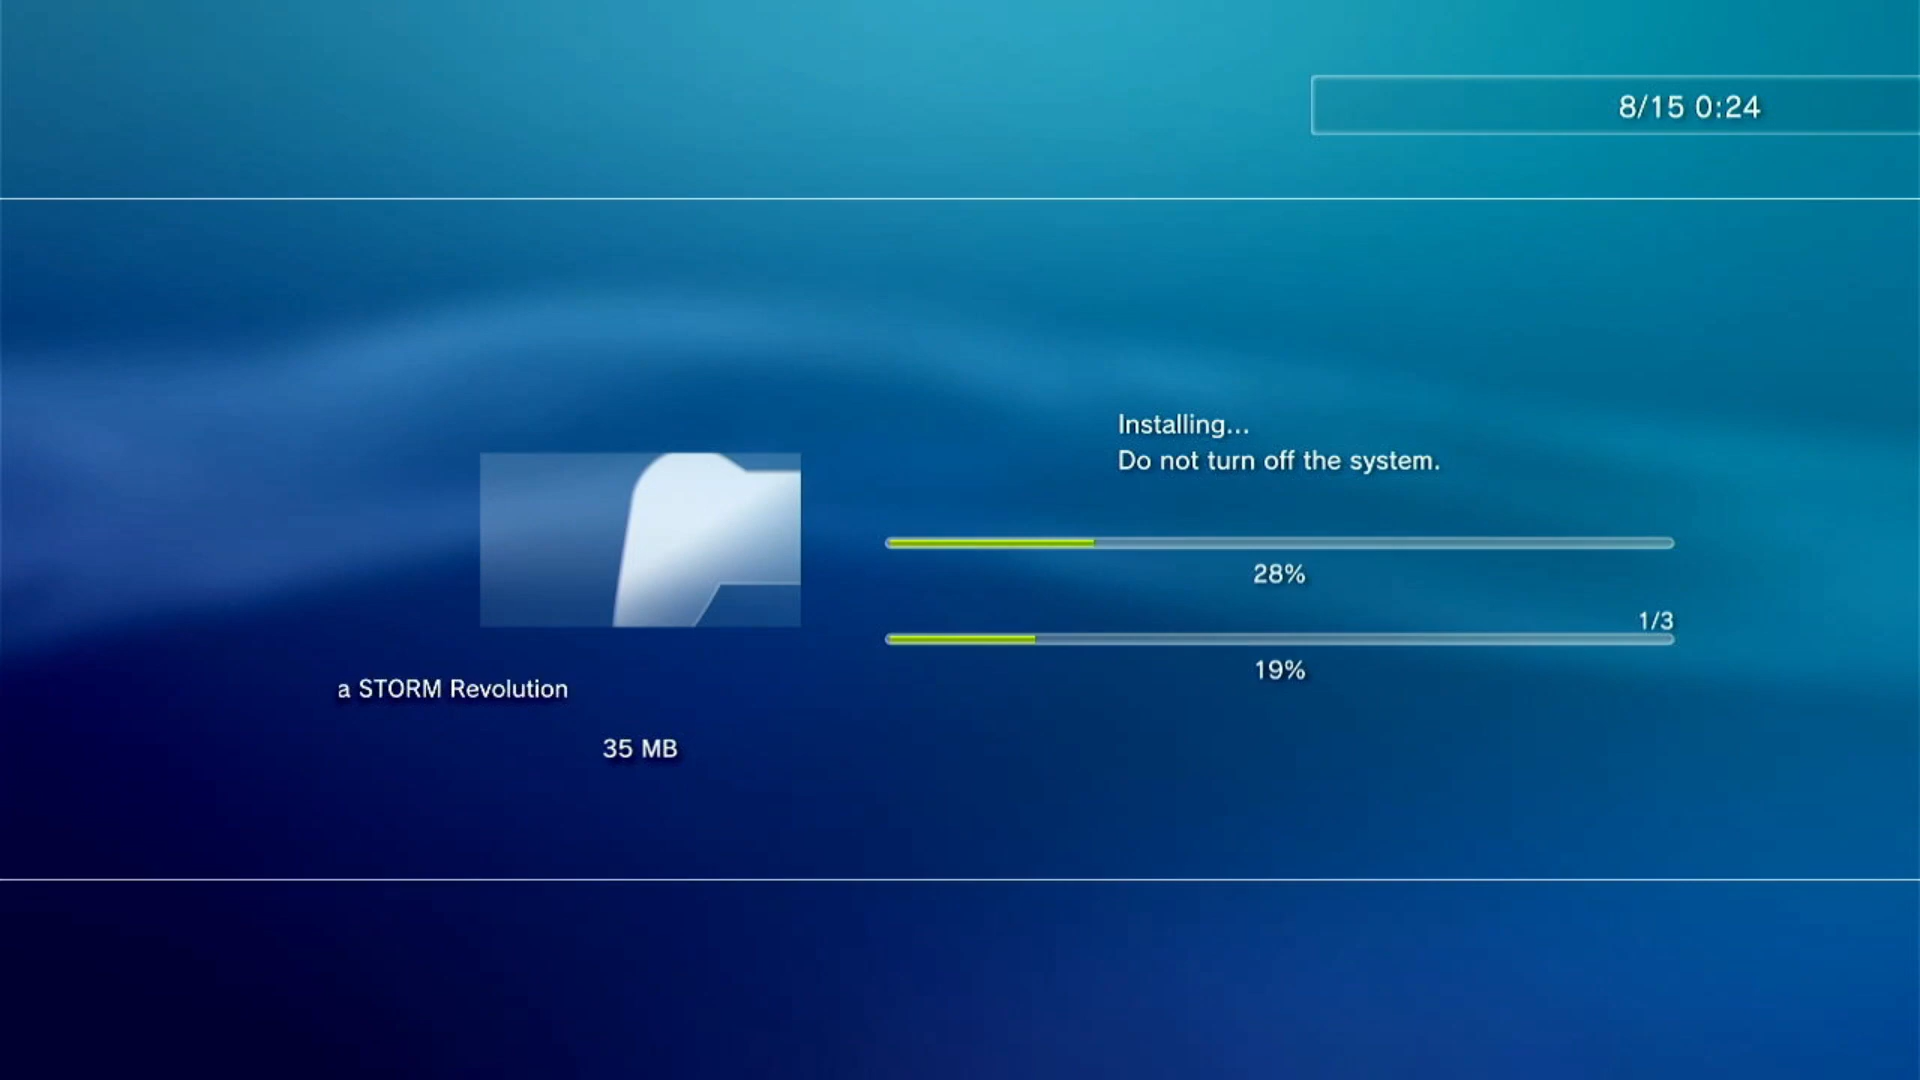 8/15 0:24
Installing...
Do not turn off the system.
28%
1/3
19%
a STORM Revolution
35 MB